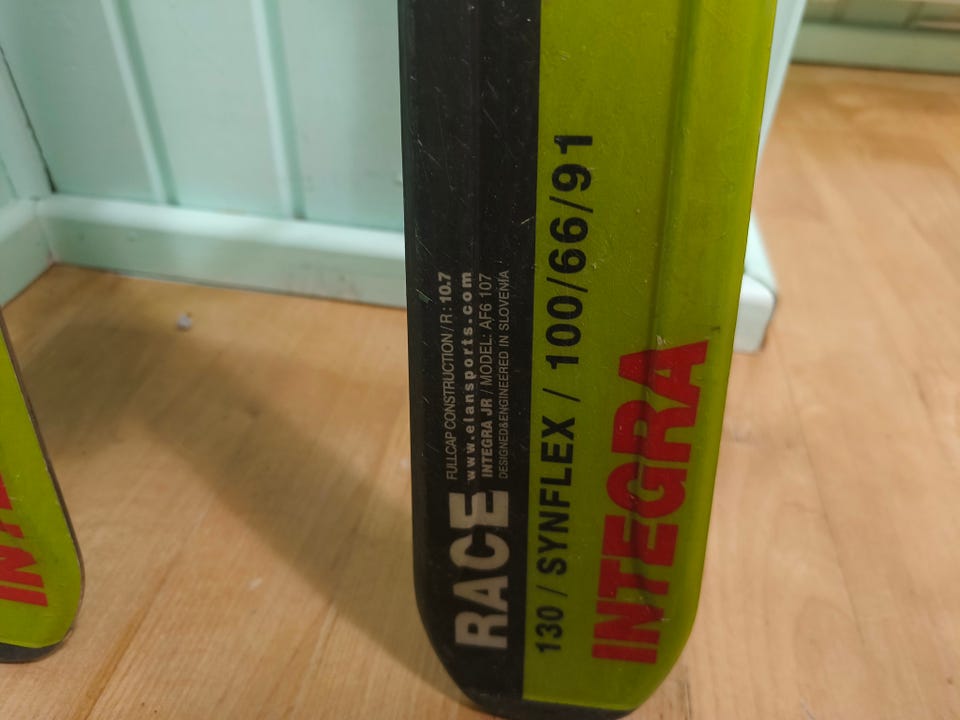 FULLCAP CONSTRUCTION / R: 10.7
www.elansports.com
INTEGRA JR / MODEL: AF6 107
DESIGNED&ENGINEERED IN SLOVENIA
RACE
130 / SYNFLEX / 100/66/91
INTEGRA
INTE